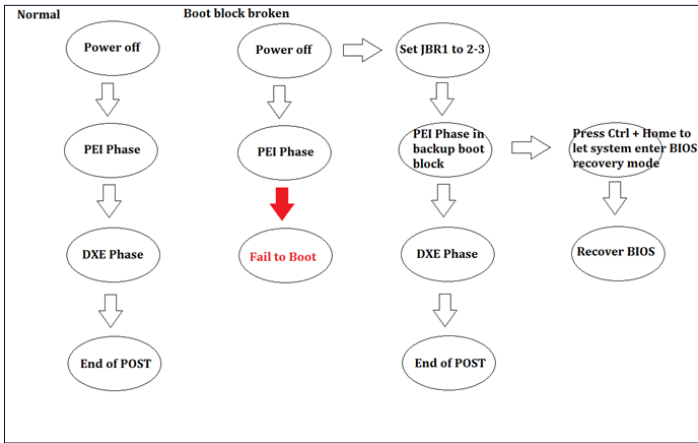 Normal
Boot block broken
Power off
Power off
Set JBR1 to 2-3
PEI Phase
PEI Phase
PEI Phase in
backup boot
block
Press Ctrl + Home to
let system enter BIOS
recovery mode
DXE Phase
Fail to Boot
DXE Phase
Recover BIOS
End of POST
End of POST